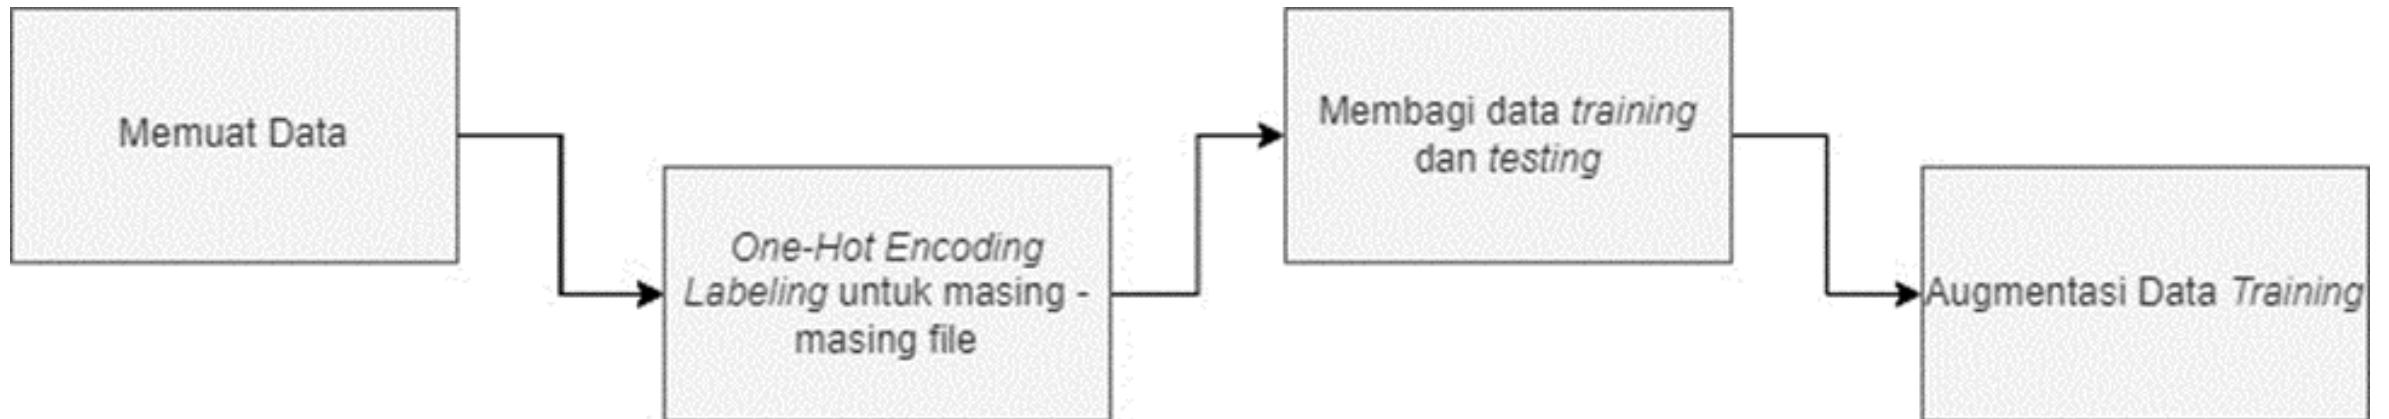 Memuat Data
One-Hot Encoding
Labeling untuk masing -
masing file
Membagi data training
dan testing
Augmentasi Data Training